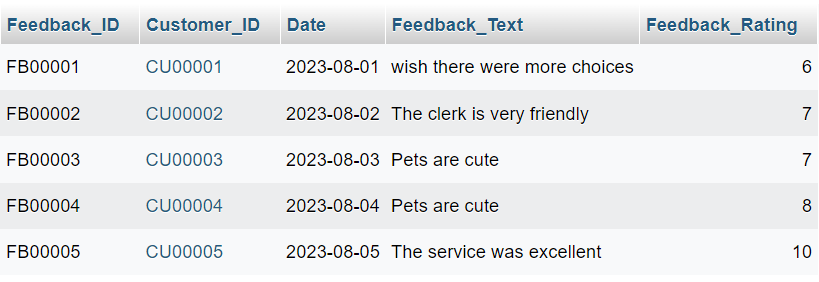 Feedback_ID Customer_ID Date Feedback_Text Feedback_Rating
FB00001 CU00001 2023-08-01 wish there were more choices 6
FB00002 CU00002 2023-08-02 The clerk is very friendly 7
FB00003 CU00003 2023-08-03 Pets are cute 7
FB00004 CU00004 2023-08-04 Pets are cute 8
FB00005 CU00005 2023-08-05 The service was excellent 10